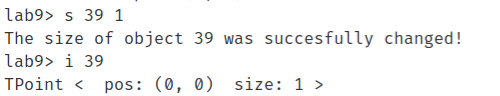 lab9> s 39 1
The size of object 39 was succesfully changed!
lab9> i 39
TPoint <  pos: (0, 0)  size: 1 >